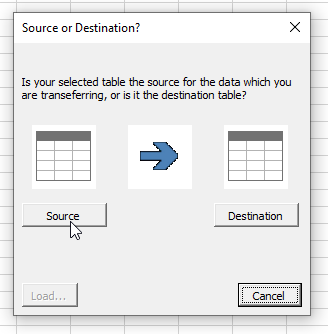 Source or Destination?
Is your selected table the source for the data which you
are transeferring, or is it the destination table?
Source
Destination
Load...
Cancel